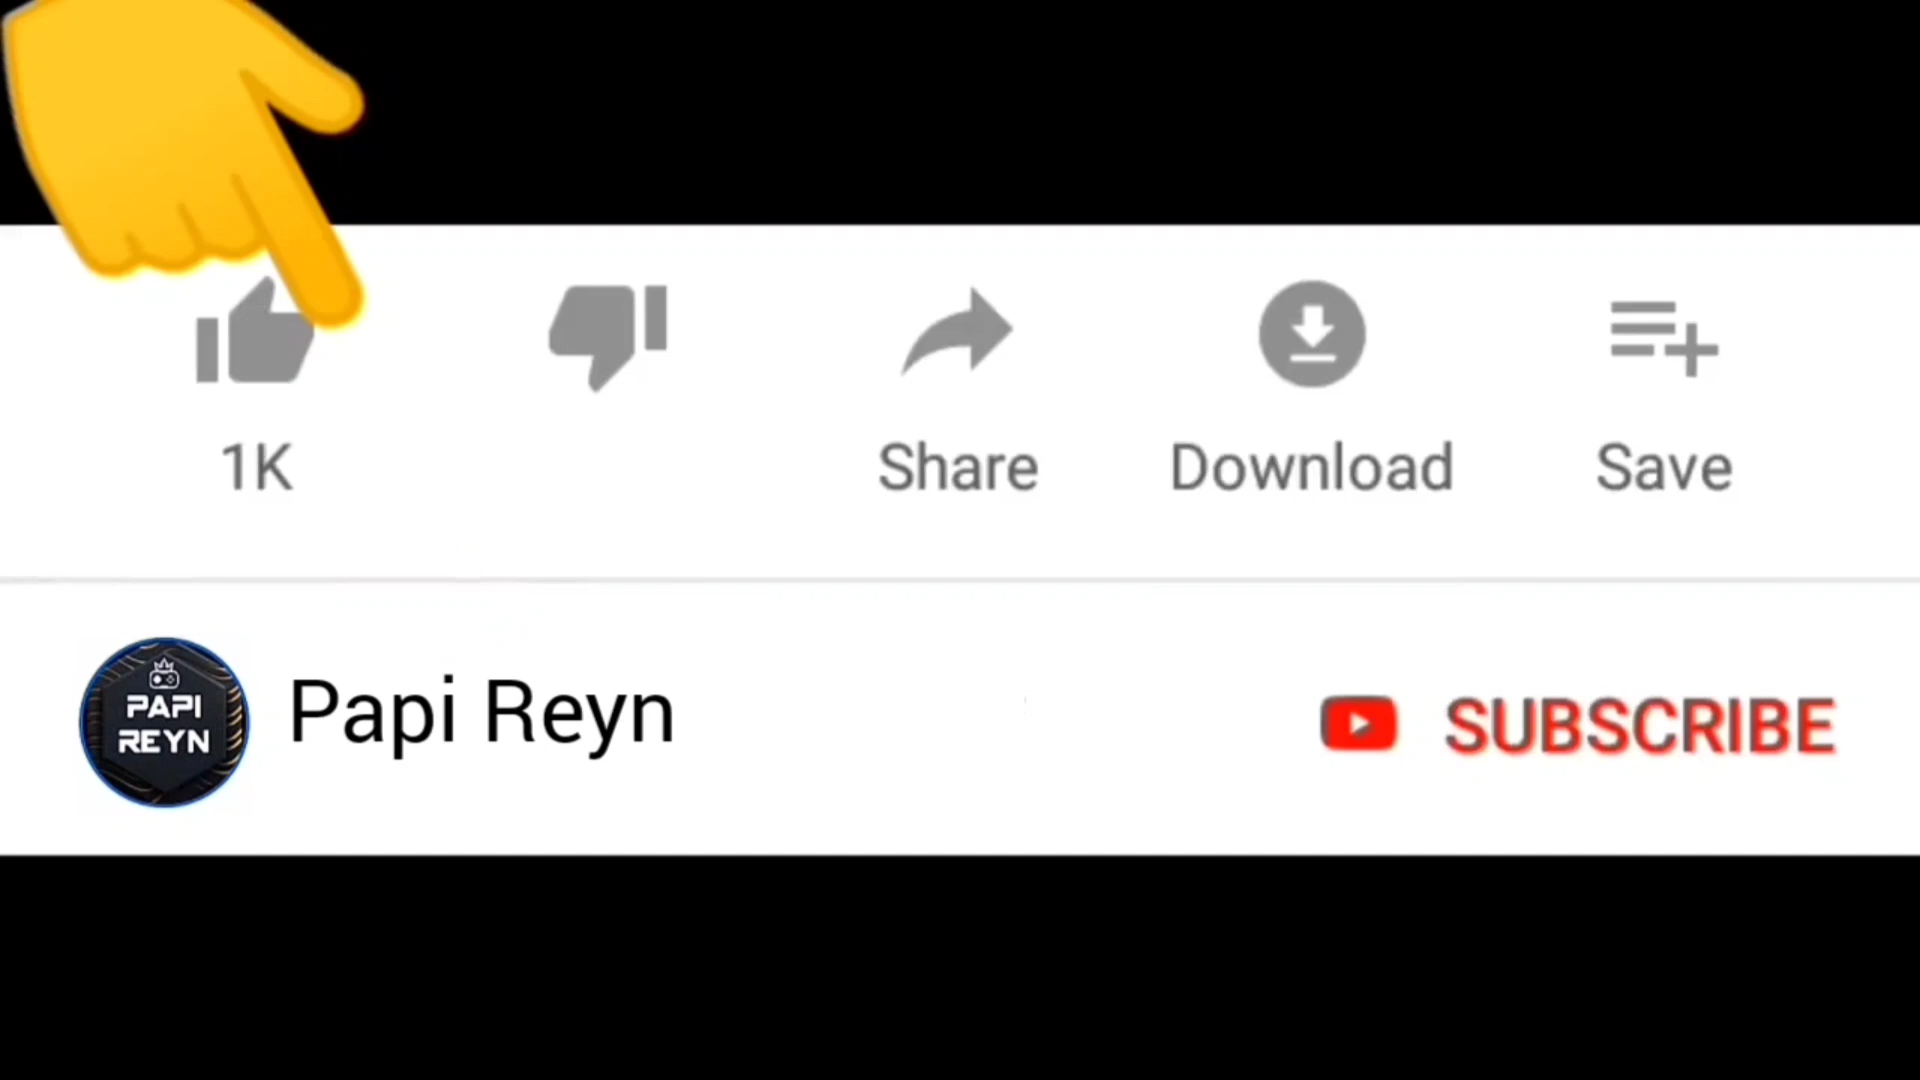 1K
Share
Download
Save
PAPI
REYN
Papi Reyn
SUBSCRIBE